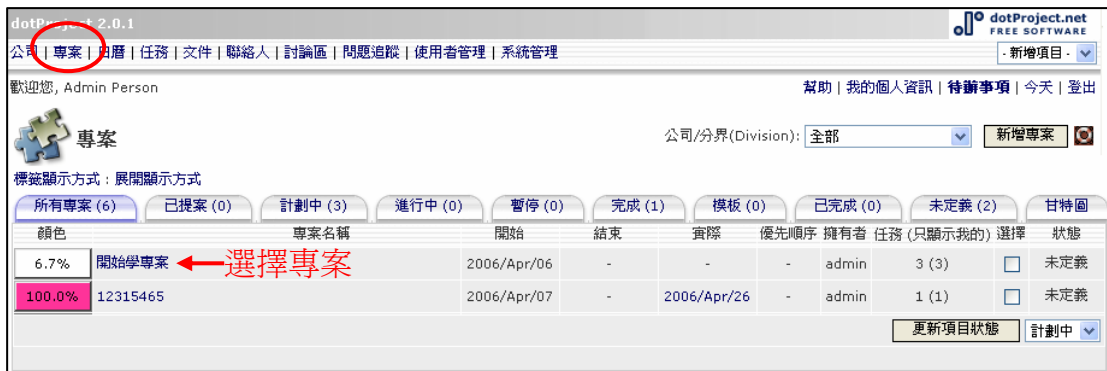 dotProject 2.0.1
dotProject.net
FREE SOFTWARE
公司 | 專案 | 日曆 | 任務 | 文件 | 聯絡人 | 討論區 | 問題追蹤 | 使用者管理 | 系統管理
- 新增項目 -
歡迎您, Admin Person
幫助 | 我的個人資訊 | 待辦事項 | 今天 | 登出
專案
公司/分界(Division): 全部
新增專案
標籤顯示方式 : 展開顯示方式
所有專案 (6) 已提案 (0) 計劃中 (3) 進行中 (0) 暫停 (0) 完成 (1) 模板 (0) 已完成 (0) 未定義 (2) 甘特圖
顏色 專案名稱 開始 結束 實際 優先順序 擁有者 任務 (只顯示我的) 選擇 狀態
6.7% 開始學專案 選擇專案 2006/Apr/06 - - - admin 3 (3) 未定義
100.0% 12315465 2006/Apr/07 - 2006/Apr/26 - admin 1 (1) 未定義
更新項目狀態 計劃中